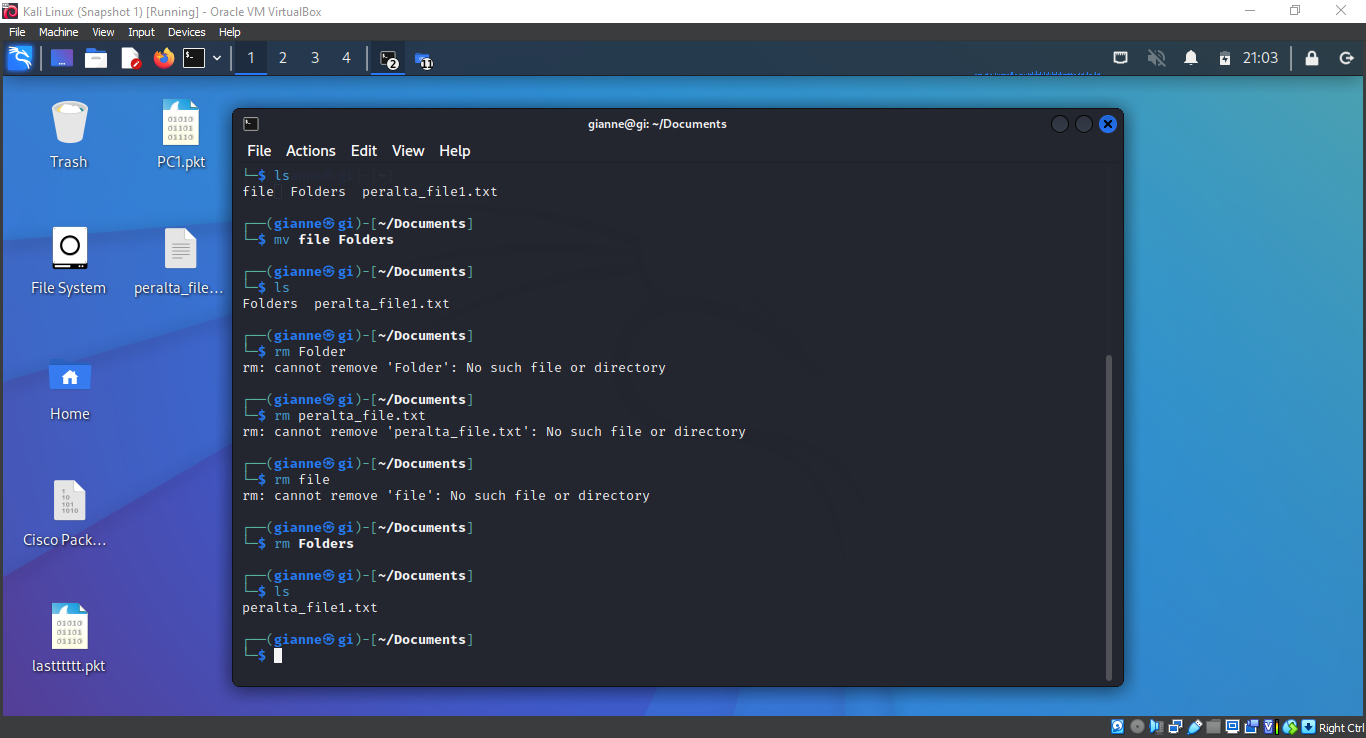 Kali Linux (Snapshot 1) [Running] - Oracle VM VirtualBox
File Machine View Input Devices Help
1 2 3 4 2 11 21:03
Trash
PC1.pkt
File System
peralta_file...
Home
Cisco Pack...
lastttttt.pkt
gianne@gi: ~/Documents
File Actions Edit View Help
└─$ ls
file Folders peralta_file1.txt
┌──(gianne㉿gi)-[~/Documents]
└─$ mv file Folders
┌──(gianne㉿gi)-[~/Documents]
└─$ ls
Folders peralta_file1.txt
┌──(gianne㉿gi)-[~/Documents]
└─$ rm Folder
rm: cannot remove 'Folder': No such file or directory
┌──(gianne㉿gi)-[~/Documents]
└─$ rm peralta_file.txt
rm: cannot remove 'peralta_file.txt': No such file or directory
┌──(gianne㉿gi)-[~/Documents]
└─$ rm file
rm: cannot remove 'file': No such file or directory
┌──(gianne㉿gi)-[~/Documents]
└─$ rm Folders
┌──(gianne㉿gi)-[~/Documents]
└─$ ls
peralta_file1.txt
┌──(gianne㉿gi)-[~/Documents]
└─$
Right Ctrl